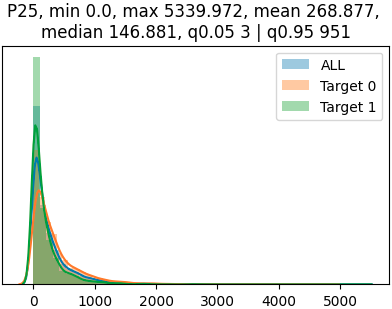 P25, min 0.0, max 5339.972, mean 268.877,
median 146.881, q0.05 3 | q0.95 951
ALL
Target 0
Target 1
0 1000 2000 3000 4000 5000